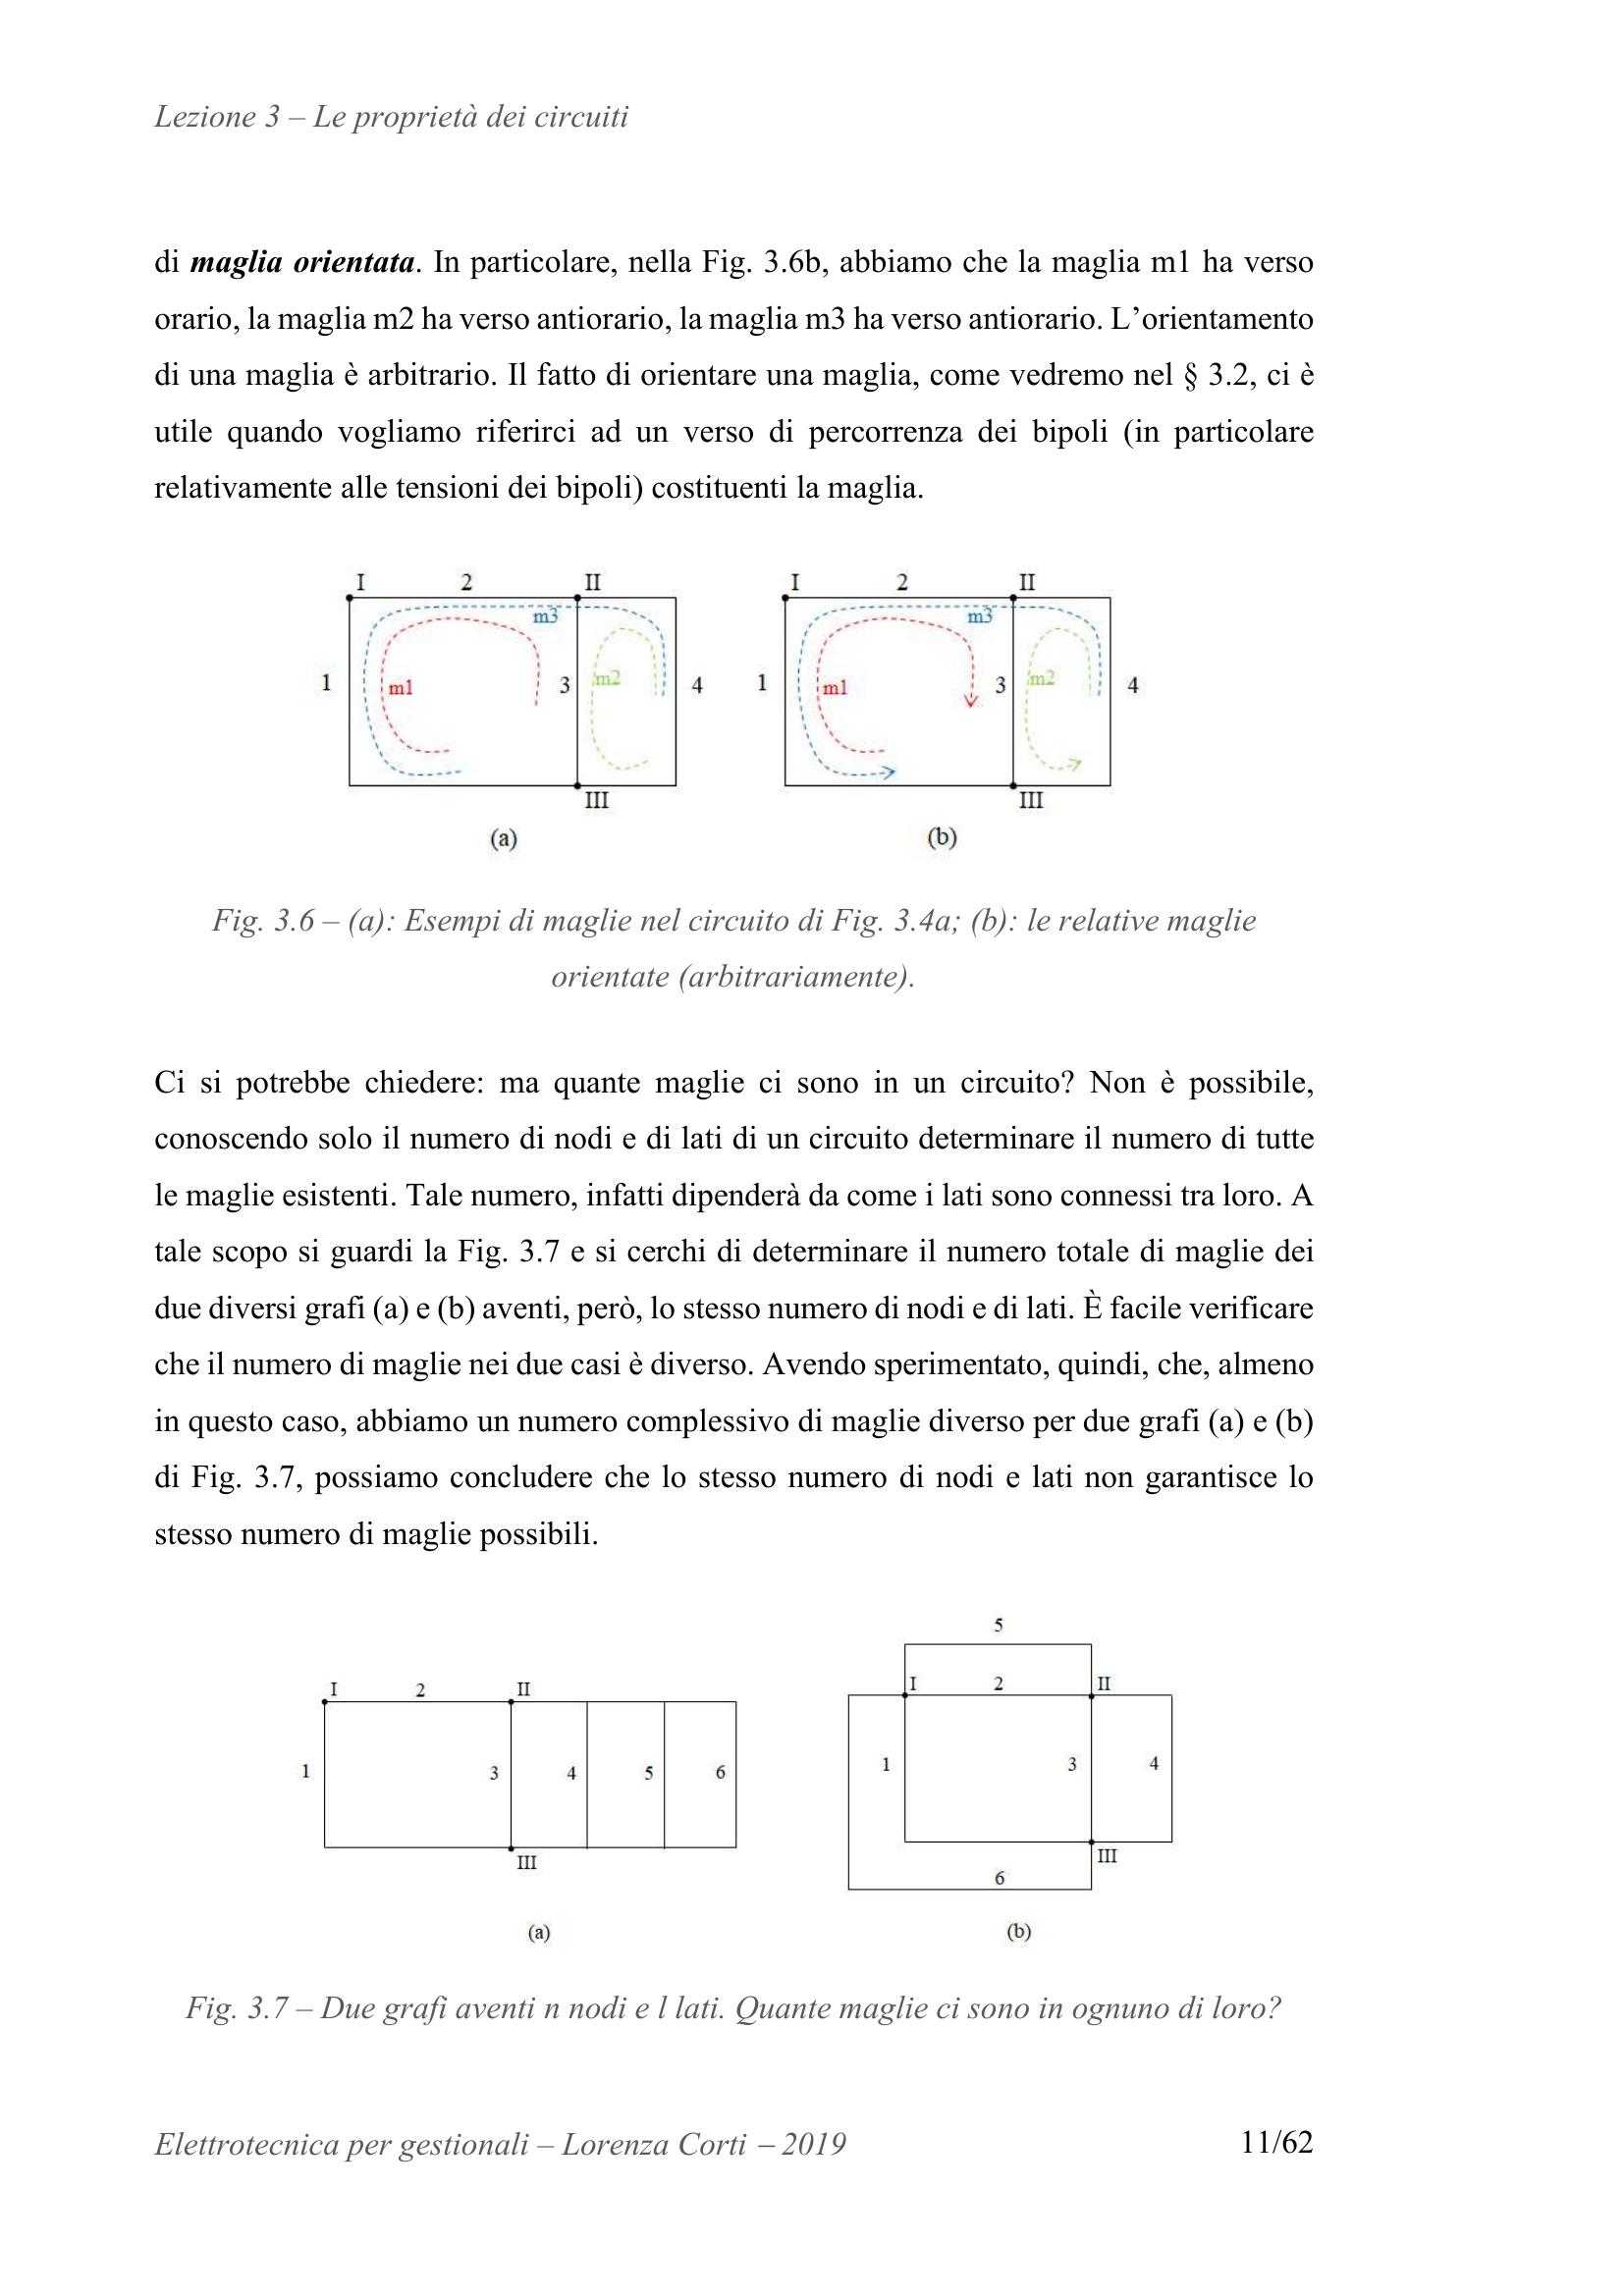 Lezione 3 – Le proprietà dei circuiti
di maglia orientata. In particolare, nella Fig. 3.6b, abbiamo che la maglia m1 ha verso
orario, la maglia m2 ha verso antiorario, la maglia m3 ha verso antiorario. L’orientamento
di una maglia è arbitrario. Il fatto di orientare una maglia, come vedremo nel § 3.2, ci è
utile quando vogliamo riferirci ad un verso di percorrenza dei bipoli (in particolare
relativamente alle tensioni dei bipoli) costituenti la maglia.
I 2 II I 2 II
m3 m3
1 m1 3 m2 4 1 m1 3 m2 4
III III
(a) (b)
Fig. 3.6 – (a): Esempi di maglie nel circuito di Fig. 3.4a; (b): le relative maglie
orientate (arbitrariamente).
Ci si potrebbe chiedere: ma quante maglie ci sono in un circuito? Non è possibile,
conoscendo solo il numero di nodi e di lati di un circuito determinare il numero di tutte
le maglie esistenti. Tale numero, infatti dipenderà da come i lati sono connessi tra loro. A
tale scopo si guardi la Fig. 3.7 e si cerchi di determinare il numero totale di maglie dei
due diversi grafi (a) e (b) aventi, però, lo stesso numero di nodi e di lati. È facile verificare
che il numero di maglie nei due casi è diverso. Avendo sperimentato, quindi, che, almeno
in questo caso, abbiamo un numero complessivo di maglie diverso per due grafi (a) e (b)
di Fig. 3.7, possiamo concludere che lo stesso numero di nodi e lati non garantisce lo
stesso numero di maglie possibili.
5
I 2 II I 2 II
1 3 4 5 6 1 3 4
III III
6
(a) (b)
Fig. 3.7 – Due grafi aventi n nodi e l lati. Quante maglie ci sono in ognuno di loro?
Elettrotecnica per gestionali – Lorenza Corti – 2019 11/62